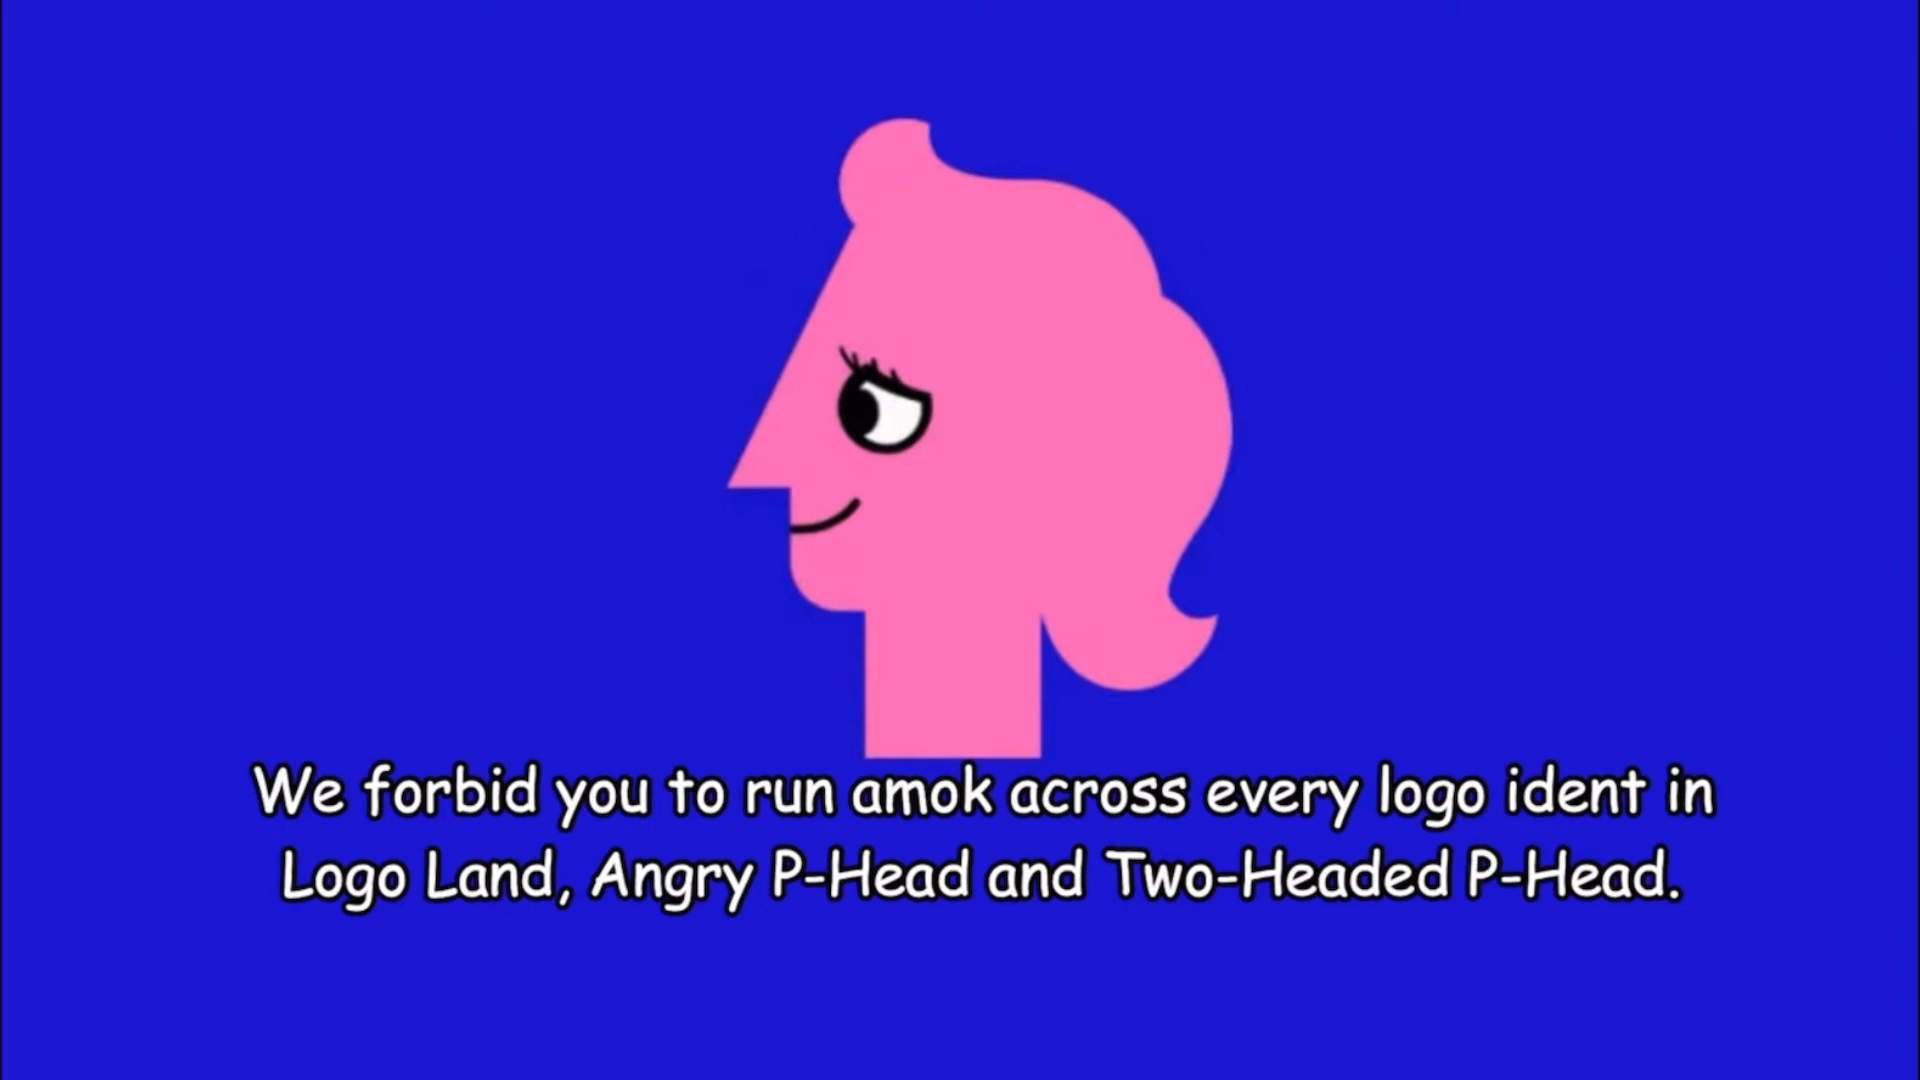 We forbid you to run amok across every logo ident in
Logo Land, Angry P-Head and Two-Headed P-Head.